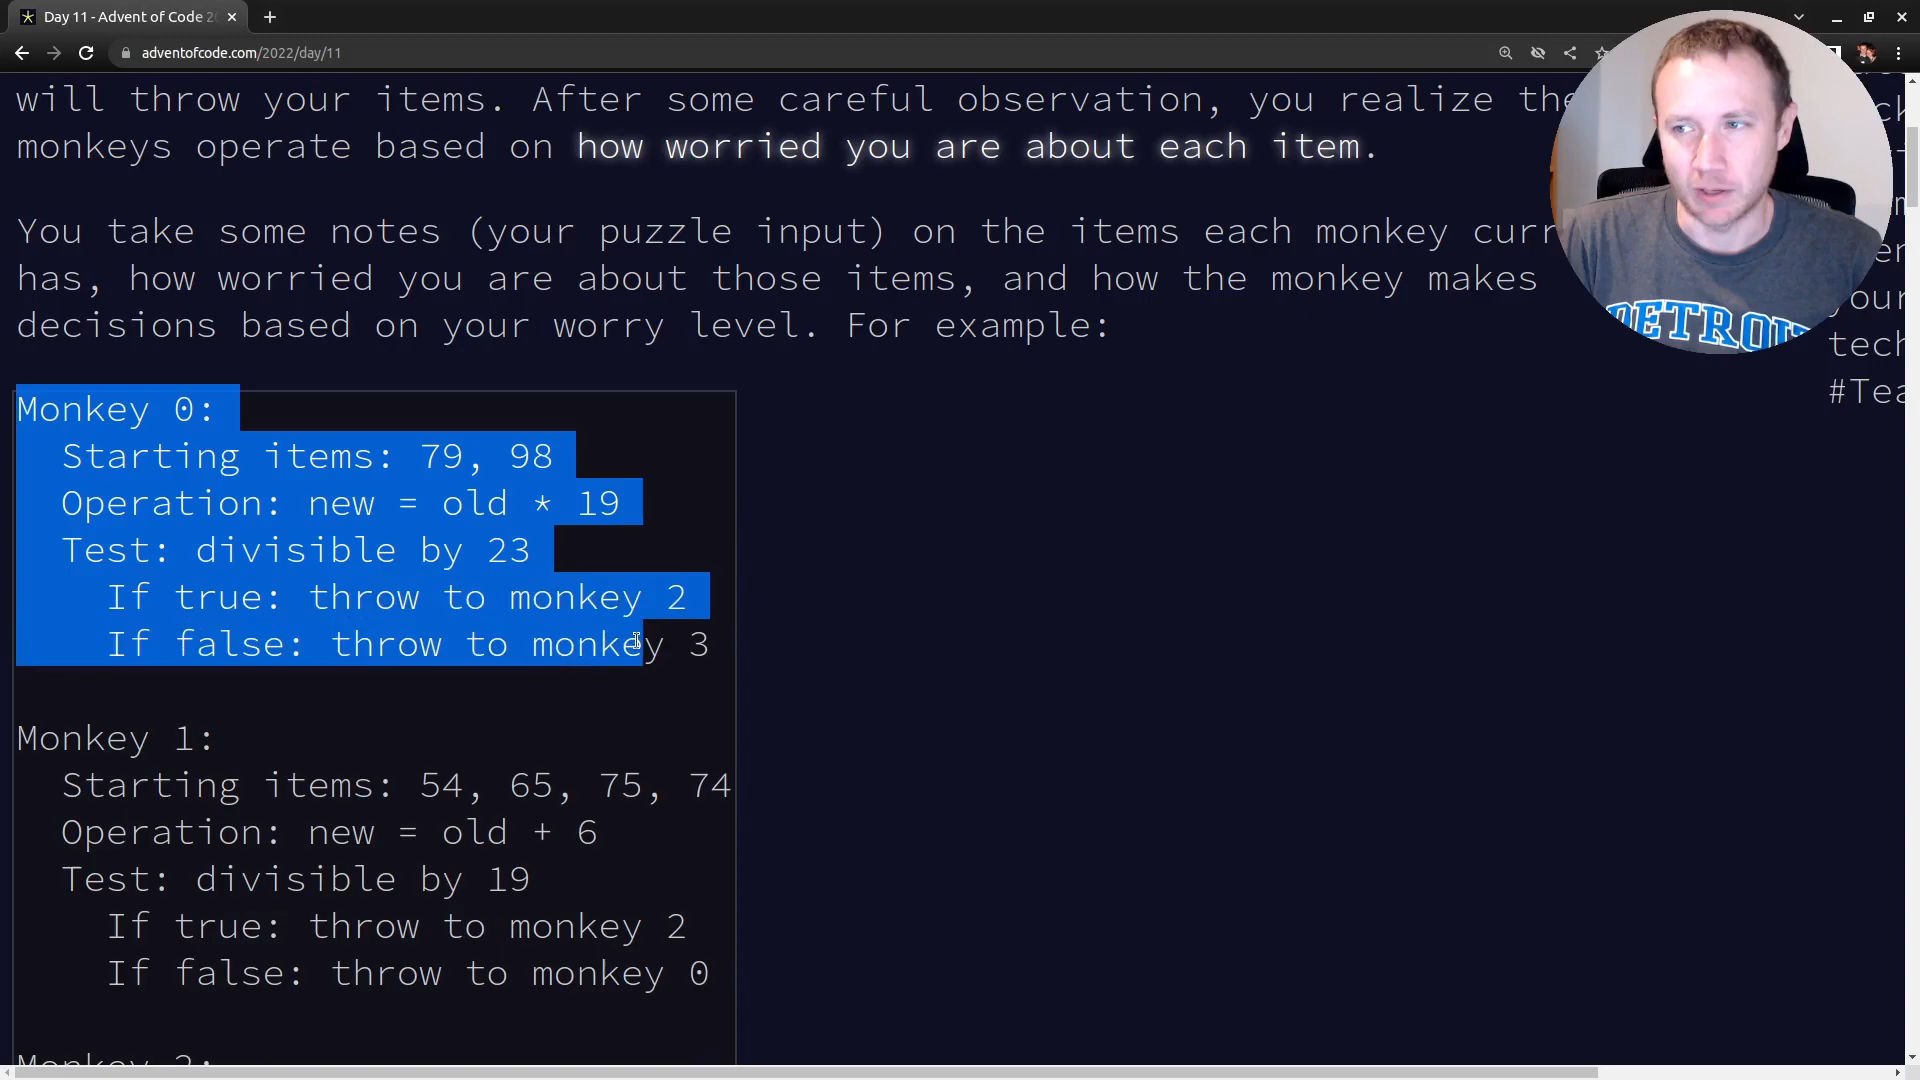 Day 11 - Advent of Code 20
adventofcode.com/2022/day/11
will throw your items. After some careful observation, you realize the
monkeys operate based on how worried you are about each item.
You take some notes (your puzzle input) on the items each monkey curr
has, how worried you are about those items, and how the monkey makes
decisions based on your worry level. For example:
Monkey 0:
Starting items: 79, 98
Operation: new = old * 19
Test: divisible by 23
If true: throw to monkey 2
If false: throw to monkey 3
Monkey 1:
Starting items: 54, 65, 75, 74
Operation: new = old + 6
Test: divisible by 19
If true: throw to monkey 2
If false: throw to monkey 0
Monkey 2:
your
tech
#Tea
DETROIT